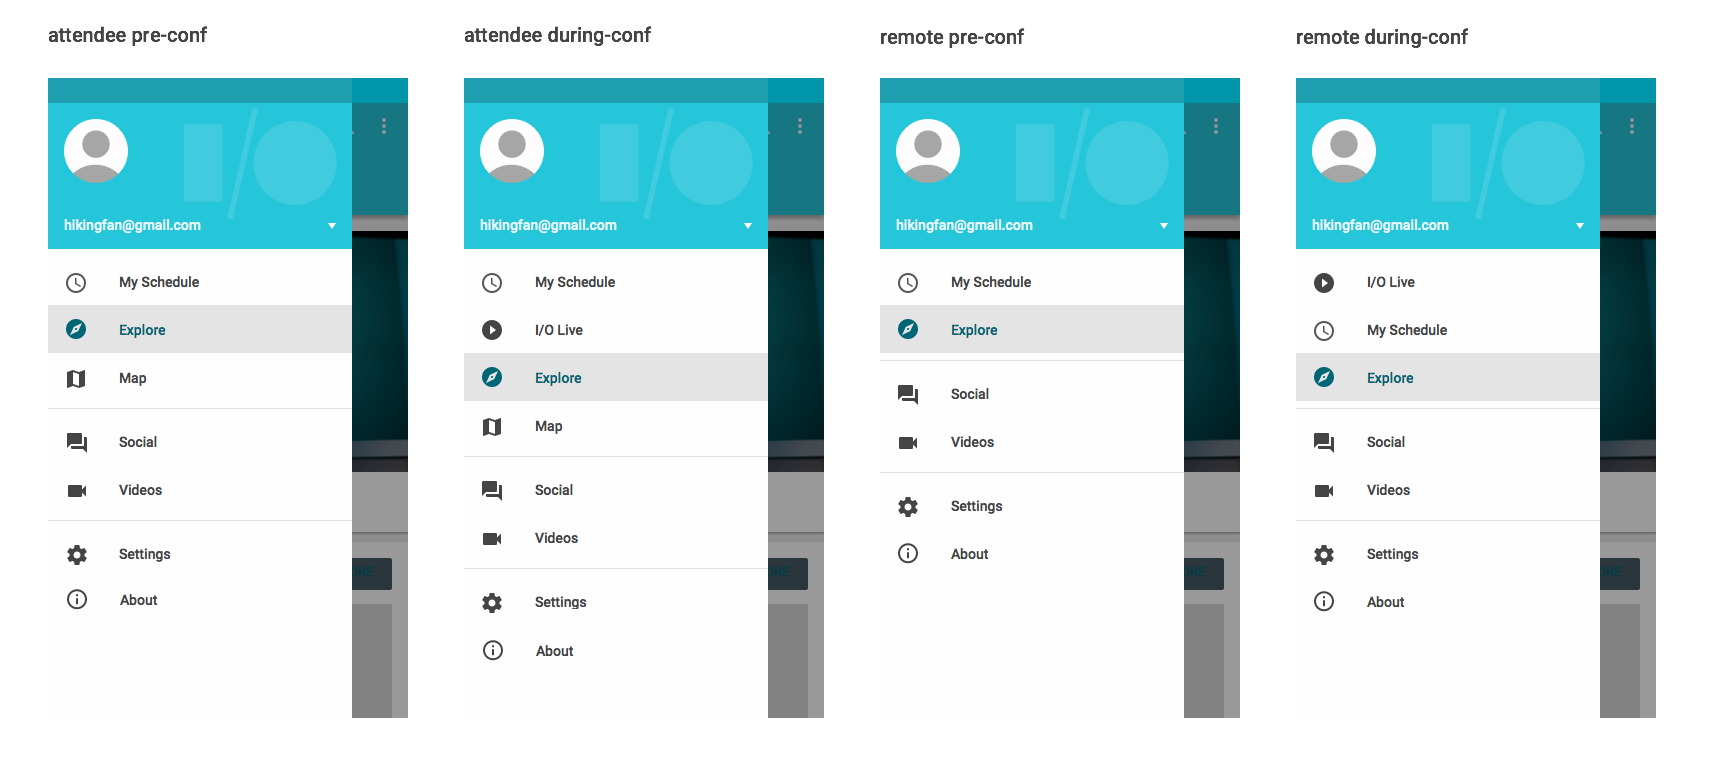 attendee pre-conf
hikingfan@gmail.com
My Schedule
Explore
Map
Social
Videos
Settings
About
attendee during-conf
hikingfan@gmail.com
My Schedule
I/O Live
Explore
Map
Social
Videos
Settings
About
remote pre-conf
hikingfan@gmail.com
My Schedule
Explore
Social
Videos
Settings
About
remote during-conf
hikingfan@gmail.com
I/O Live
My Schedule
Explore
Social
Videos
Settings
About